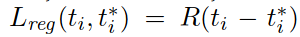 L_{reg}(t_i, t_i^*) = R(t_i − t_i^*)